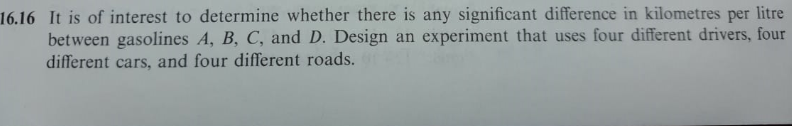 16.16 It is of interest to determine whether there is any significant difference in kilometres per litre
between gasolines A, B, C, and D. Design an experiment that uses four different drivers, four
different cars, and four different roads.